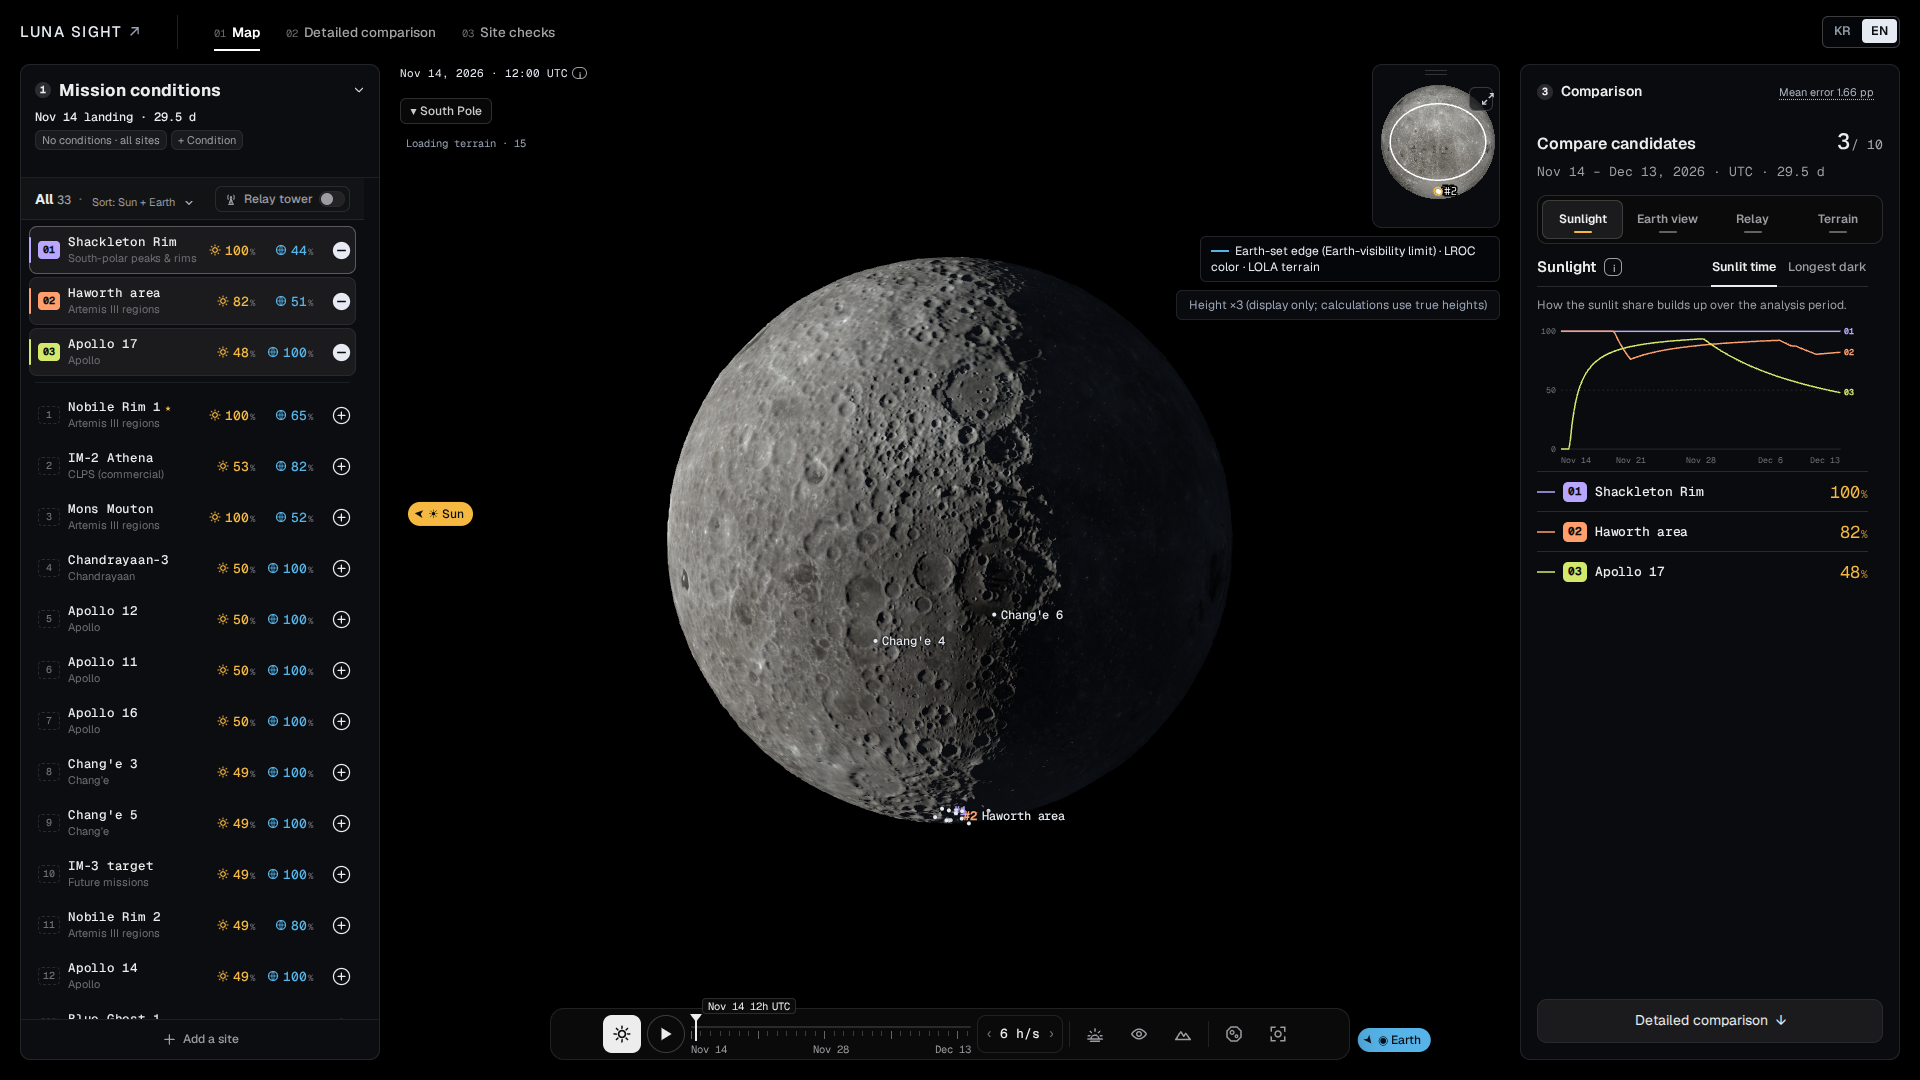 LUNA SIGHT ↗
01 Map
02 Detailed comparison
03 Site checks
KR EN
1 Mission conditions
Nov 14 landing · 29.5 d
No conditions · all sites
+ Condition
All 33 · Sort: Sun + Earth
Relay tower
01 Shackleton Rim 100% 44%
South-polar peaks & rims
02 Haworth area 82% 51%
Artemis III regions
03 Apollo 17 48% 100%
Apollo
1 Nobile Rim 1 ★ 100% 65%
Artemis III regions
2 IM-2 Athena 53% 82%
CLPS (commercial)
3 Mons Mouton 100% 52%
Artemis III regions
4 Chandrayaan-3 50% 100%
Chandrayaan
5 Apollo 12 50% 100%
Apollo
6 Apollo 11 50% 100%
Apollo
7 Apollo 16 50% 100%
Apollo
8 Chang'e 3 49% 100%
Chang'e
9 Chang'e 5 49% 100%
Chang'e
10 IM-3 target 49% 100%
Future missions
11 Nobile Rim 2 49% 80%
Artemis III regions
12 Apollo 14 49% 100%
Apollo
Blue Ghost 1
+ Add a site
Nov 14, 2026 · 12:00 UTC i
▾ South Pole
Loading terrain · 15
#2
Earth-set edge (Earth-visibility limit) · LROC
color · LOLA terrain
Height ×3 (display only; calculations use true heights)
☀ Sun
Chang'e 6
Chang'e 4
#2 Haworth area
Nov 14 12h UTC
Nov 14
Nov 28
Dec 13
‹ 6 h/s ›
◉ Earth
3 Comparison
Mean error 1.66 pp
Compare candidates
3 / 10
Nov 14 – Dec 13, 2026 · UTC · 29.5 d
Sunlight
Earth view
Relay
Terrain
Sunlight i
Sunlit time
Longest dark
How the sunlit share builds up over the analysis period.
100
50
0
01
02
03
Nov 14
Nov 21
Nov 28
Dec 6
Dec 13
01 Shackleton Rim 100%
02 Haworth area 82%
03 Apollo 17 48%
Detailed comparison ↓